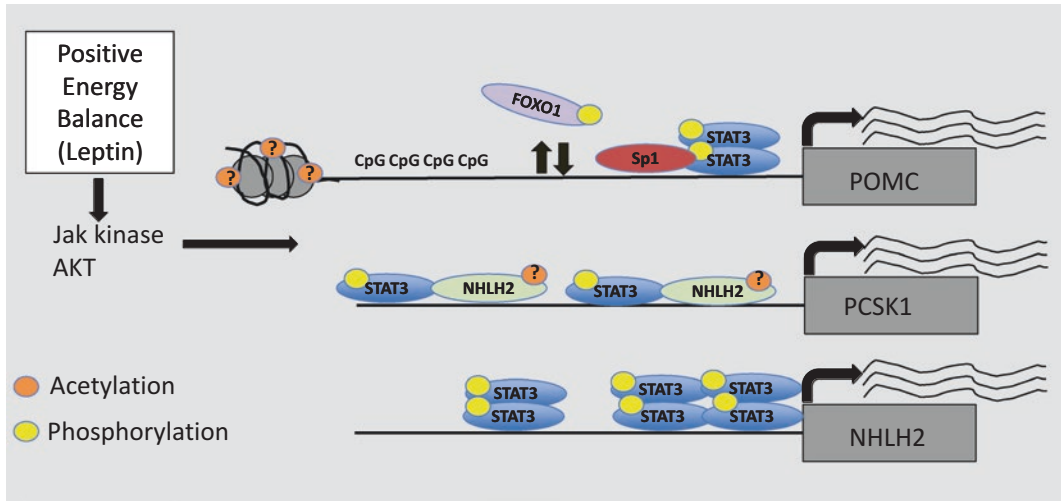 Positive
Energy
Balance
(Leptin)
Jak kinase
AKT
FOXO1
STAT3
? ? ?
CpG CpG CpG CpG
Sp1
STAT3
POMC
? ?
STAT3 NHLH2 STAT3 NHLH2
PCSK1
Acetylation
Phosphorylation
STAT3 STAT3 STAT3
STAT3 STAT3 STAT3
NHLH2